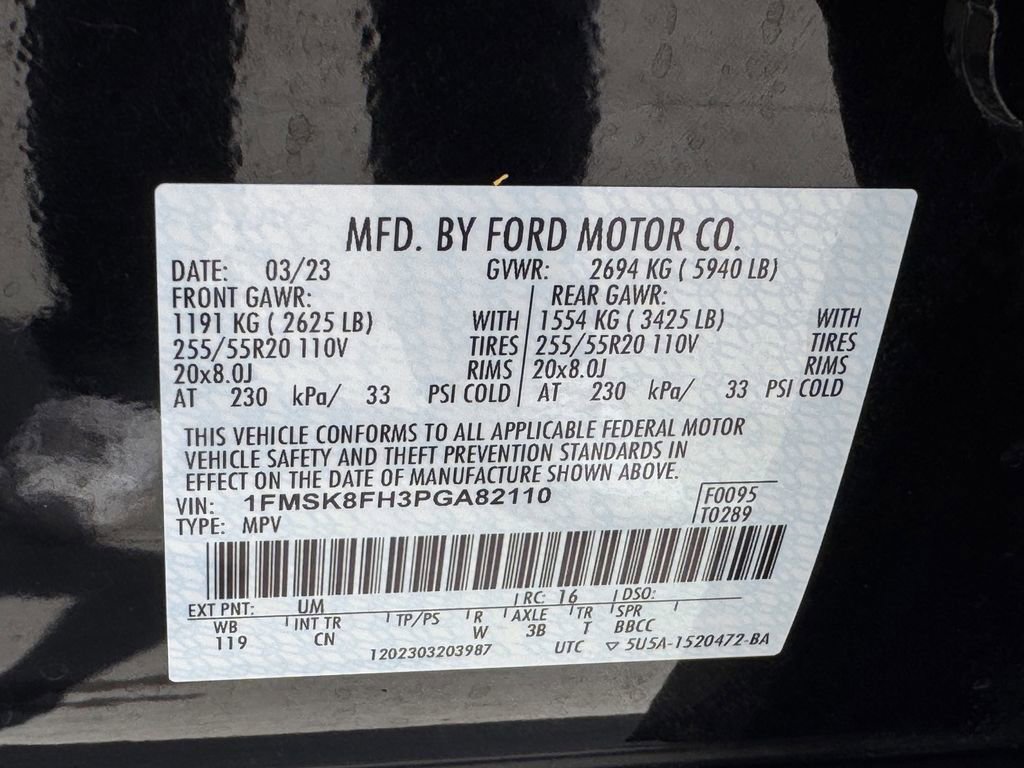 MFD. BY FORD MOTOR CO.
DATE: 03/23 GVWR: 2694 KG ( 5940 LB)
FRONT GAWR: REAR GAWR:
1191 KG ( 2625 LB) WITH 1554 KG ( 3425 LB) WITH
255/55R20 110V TIRES 255/55R20 110V TIRES
20x8.0J RIMS 20x8.0J RIMS
AT 230 kPa/ 33 PSI COLD AT 230 kPa/ 33 PSI COLD
THIS VEHICLE CONFORMS TO ALL APPLICABLE FEDERAL MOTOR
VEHICLE SAFETY AND THEFT PREVENTION STANDARDS IN
EFFECT ON THE DATE OF MANUFACTURE SHOWN ABOVE.
VIN: 1FMSK8FH3PGA82110 F0095
TYPE: MPV T0289
EXT PNT: UM RC: 16 DSO:
WB INT TR TP/PS R AXLE TR SPR
119 CN W 3B T BBCC
1202303203987 UTC ▽ 5U5A-1520472-BA